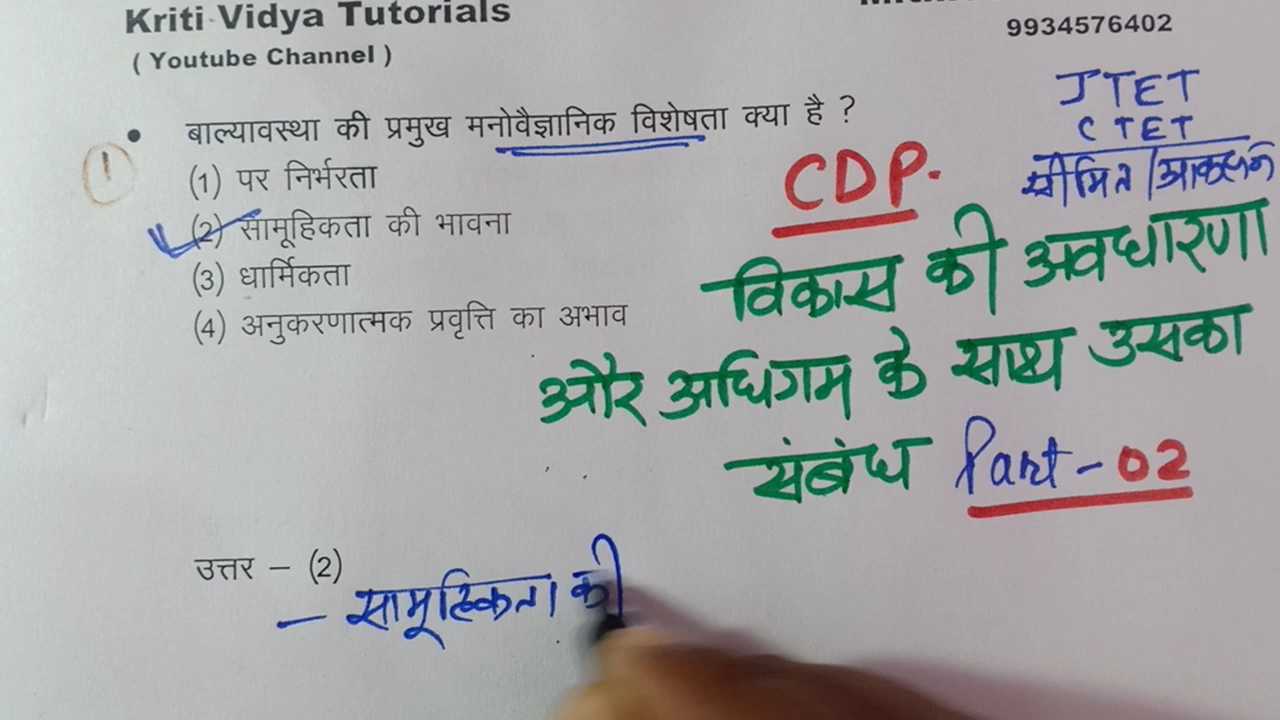 Kriti Vidya Tutorials
( Youtube Channel )
9934576402
JTET
CTET
सीमित/आकलन
1
• बाल्यावस्था की प्रमुख मनोवैज्ञानिक विशेषता क्या है ?
(1) पर निर्भरता
(2) सामूहिकता की भावना
(3) धार्मिकता
(4) अनुकरणात्मक प्रवृत्ति का अभाव
CDP.
विकास की अवधारणा
और अधिगम के साथ उसका
संबंध Part-02
उत्तर – (2)
– सामूहिकता की